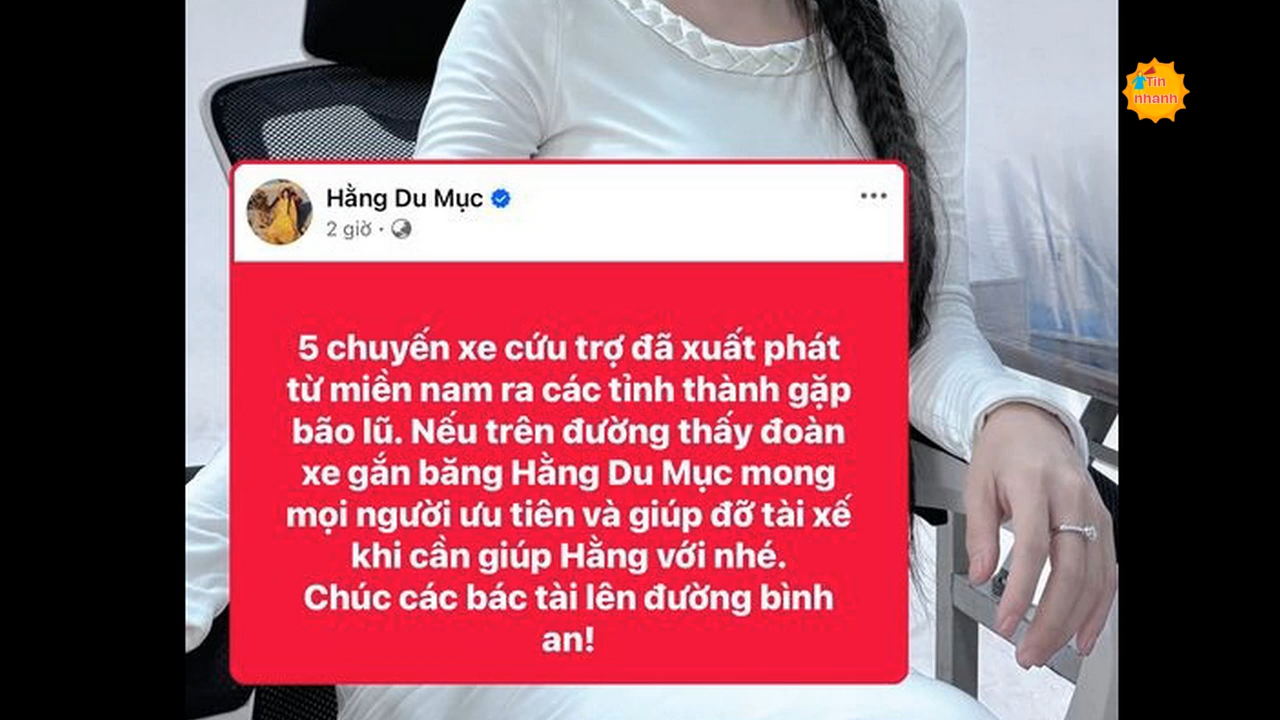 Tin
nhanh
Hằng Du Mục
2 giờ ·
5 chuyến xe cứu trợ đã xuất phát
từ miền nam ra các tỉnh thành gặp
bão lũ. Nếu trên đường thấy đoàn
xe gắn băng Hằng Du Mục mong
mọi người ưu tiên và giúp đỡ tài xế
khi cần giúp Hằng với nhé.
Chúc các bác tài lên đường bình
an!